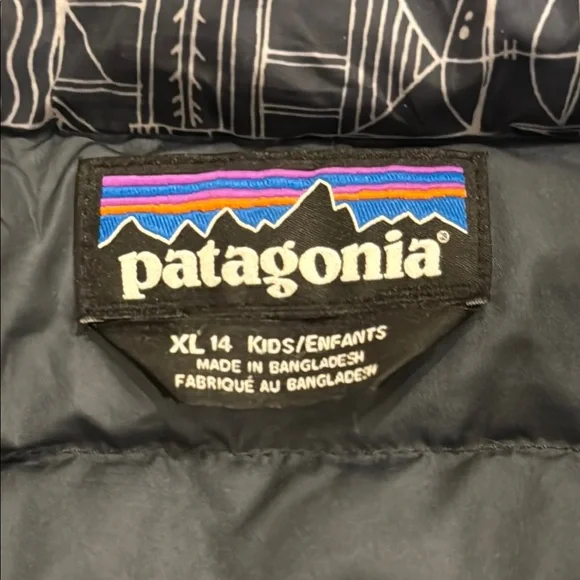 patagonia®
XL 14 KIDS/ENFANTS
MADE IN BANGLADESH
FABRIQUÉ AU BANGLADESH